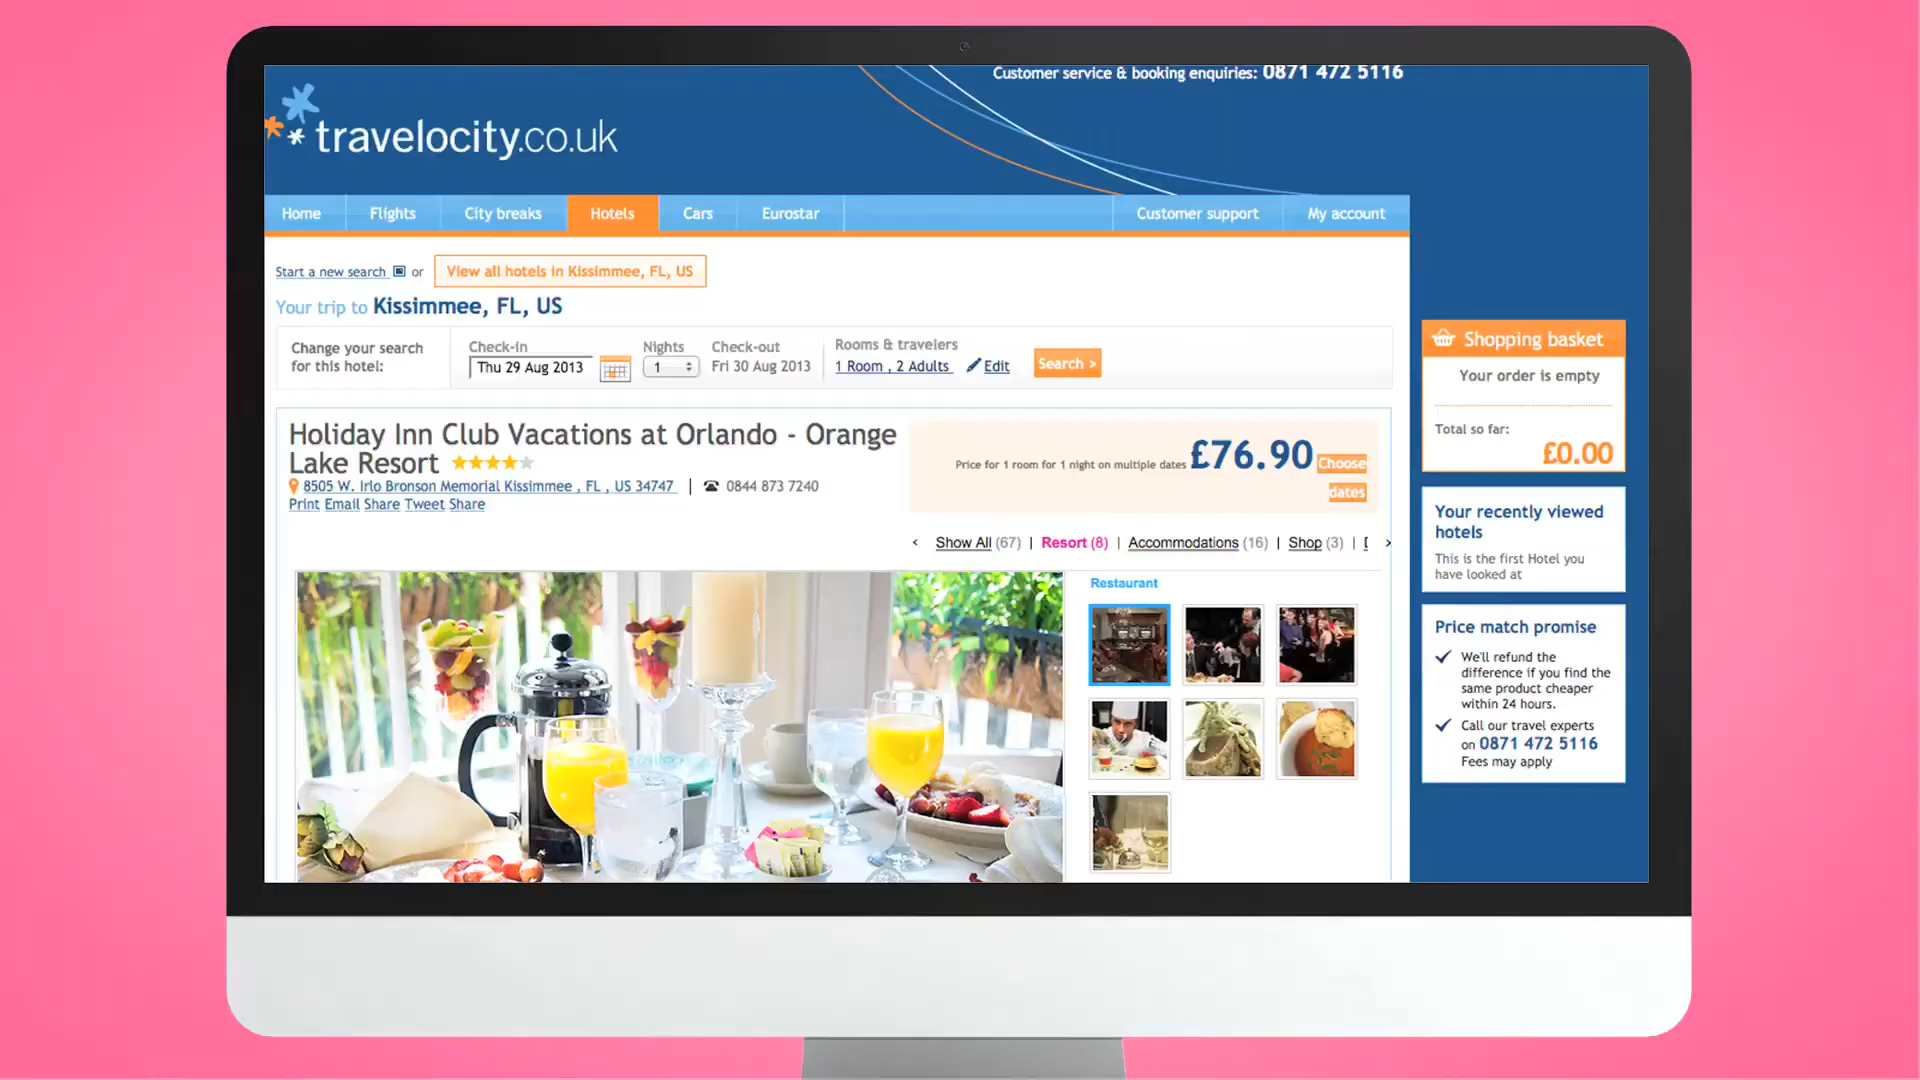 Customer service & booking enquiries: 0871 472 5116
travelocity.co.uk
Home
Flights
City breaks
Hotels
Cars
Eurostar
Customer support
My account
Start a new search or
View all hotels in Kissimmee, FL, US
Your trip to Kissimmee, FL, US
Change your search
for this hotel:
Check-in
Thu 29 Aug 2013
Nights
1
Check-out
Fri 30 Aug 2013
Rooms & travelers
1 Room , 2 Adults
Edit
Search >
Holiday Inn Club Vacations at Orlando - Orange
Lake Resort
8505 W. Irlo Bronson Memorial Kissimmee , FL , US 34747 | 0844 873 7240
Print Email Share Tweet Share
Price for 1 room for 1 night on multiple dates £76.90 Choose
dates
‹ Show All (67) | Resort (8) | Accommodations (16) | Shop (3) | ›
Restaurant
Shopping basket
Your order is empty
Total so far:
£0.00
Your recently viewed
hotels
This is the first Hotel you
have looked at
Price match promise
We'll refund the
difference if you find the
same product cheaper
within 24 hours.
Call our travel experts
on 0871 472 5116
Fees may apply